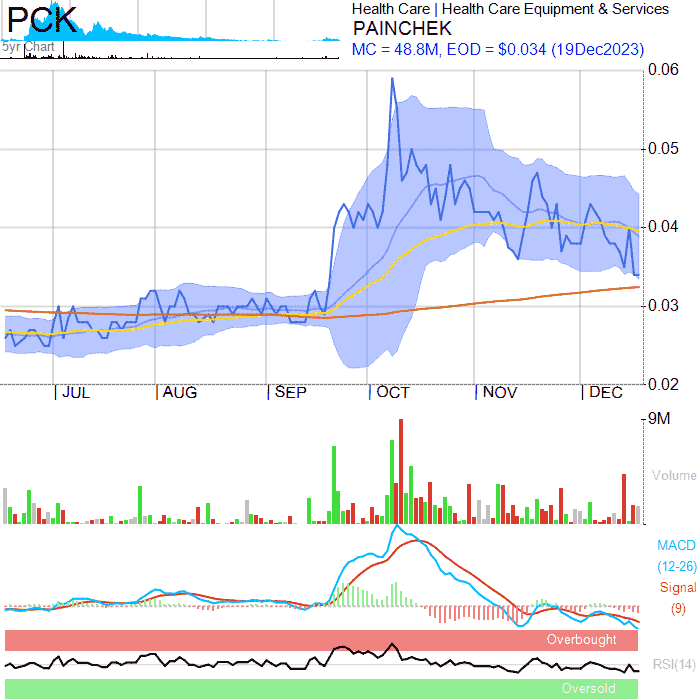 PCK
5yr Chart
Health Care | Health Care Equipment & Services
PAINCHEK
MC = 48.8M, EOD = $0.034 (19Dec2023)
0.06
0.05
0.04
0.03
0.02
JUL AUG SEP OCT NOV DEC
9M
Volume
MACD
(12-26)
Signal
(9)
Overbought
RSI(14)
Oversold